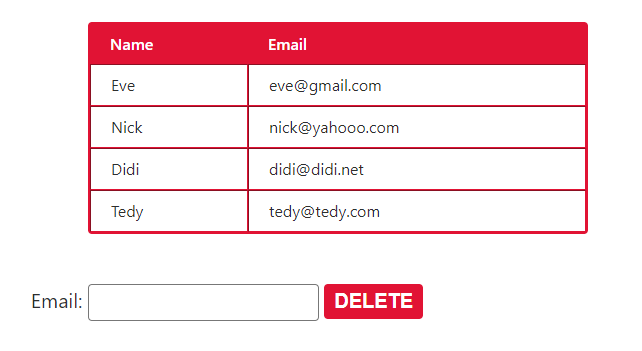 Name Email
Eve eve@gmail.com
Nick nick@yahooo.com
Didi didi@didi.net
Tedy tedy@tedy.com
Email: DELETE